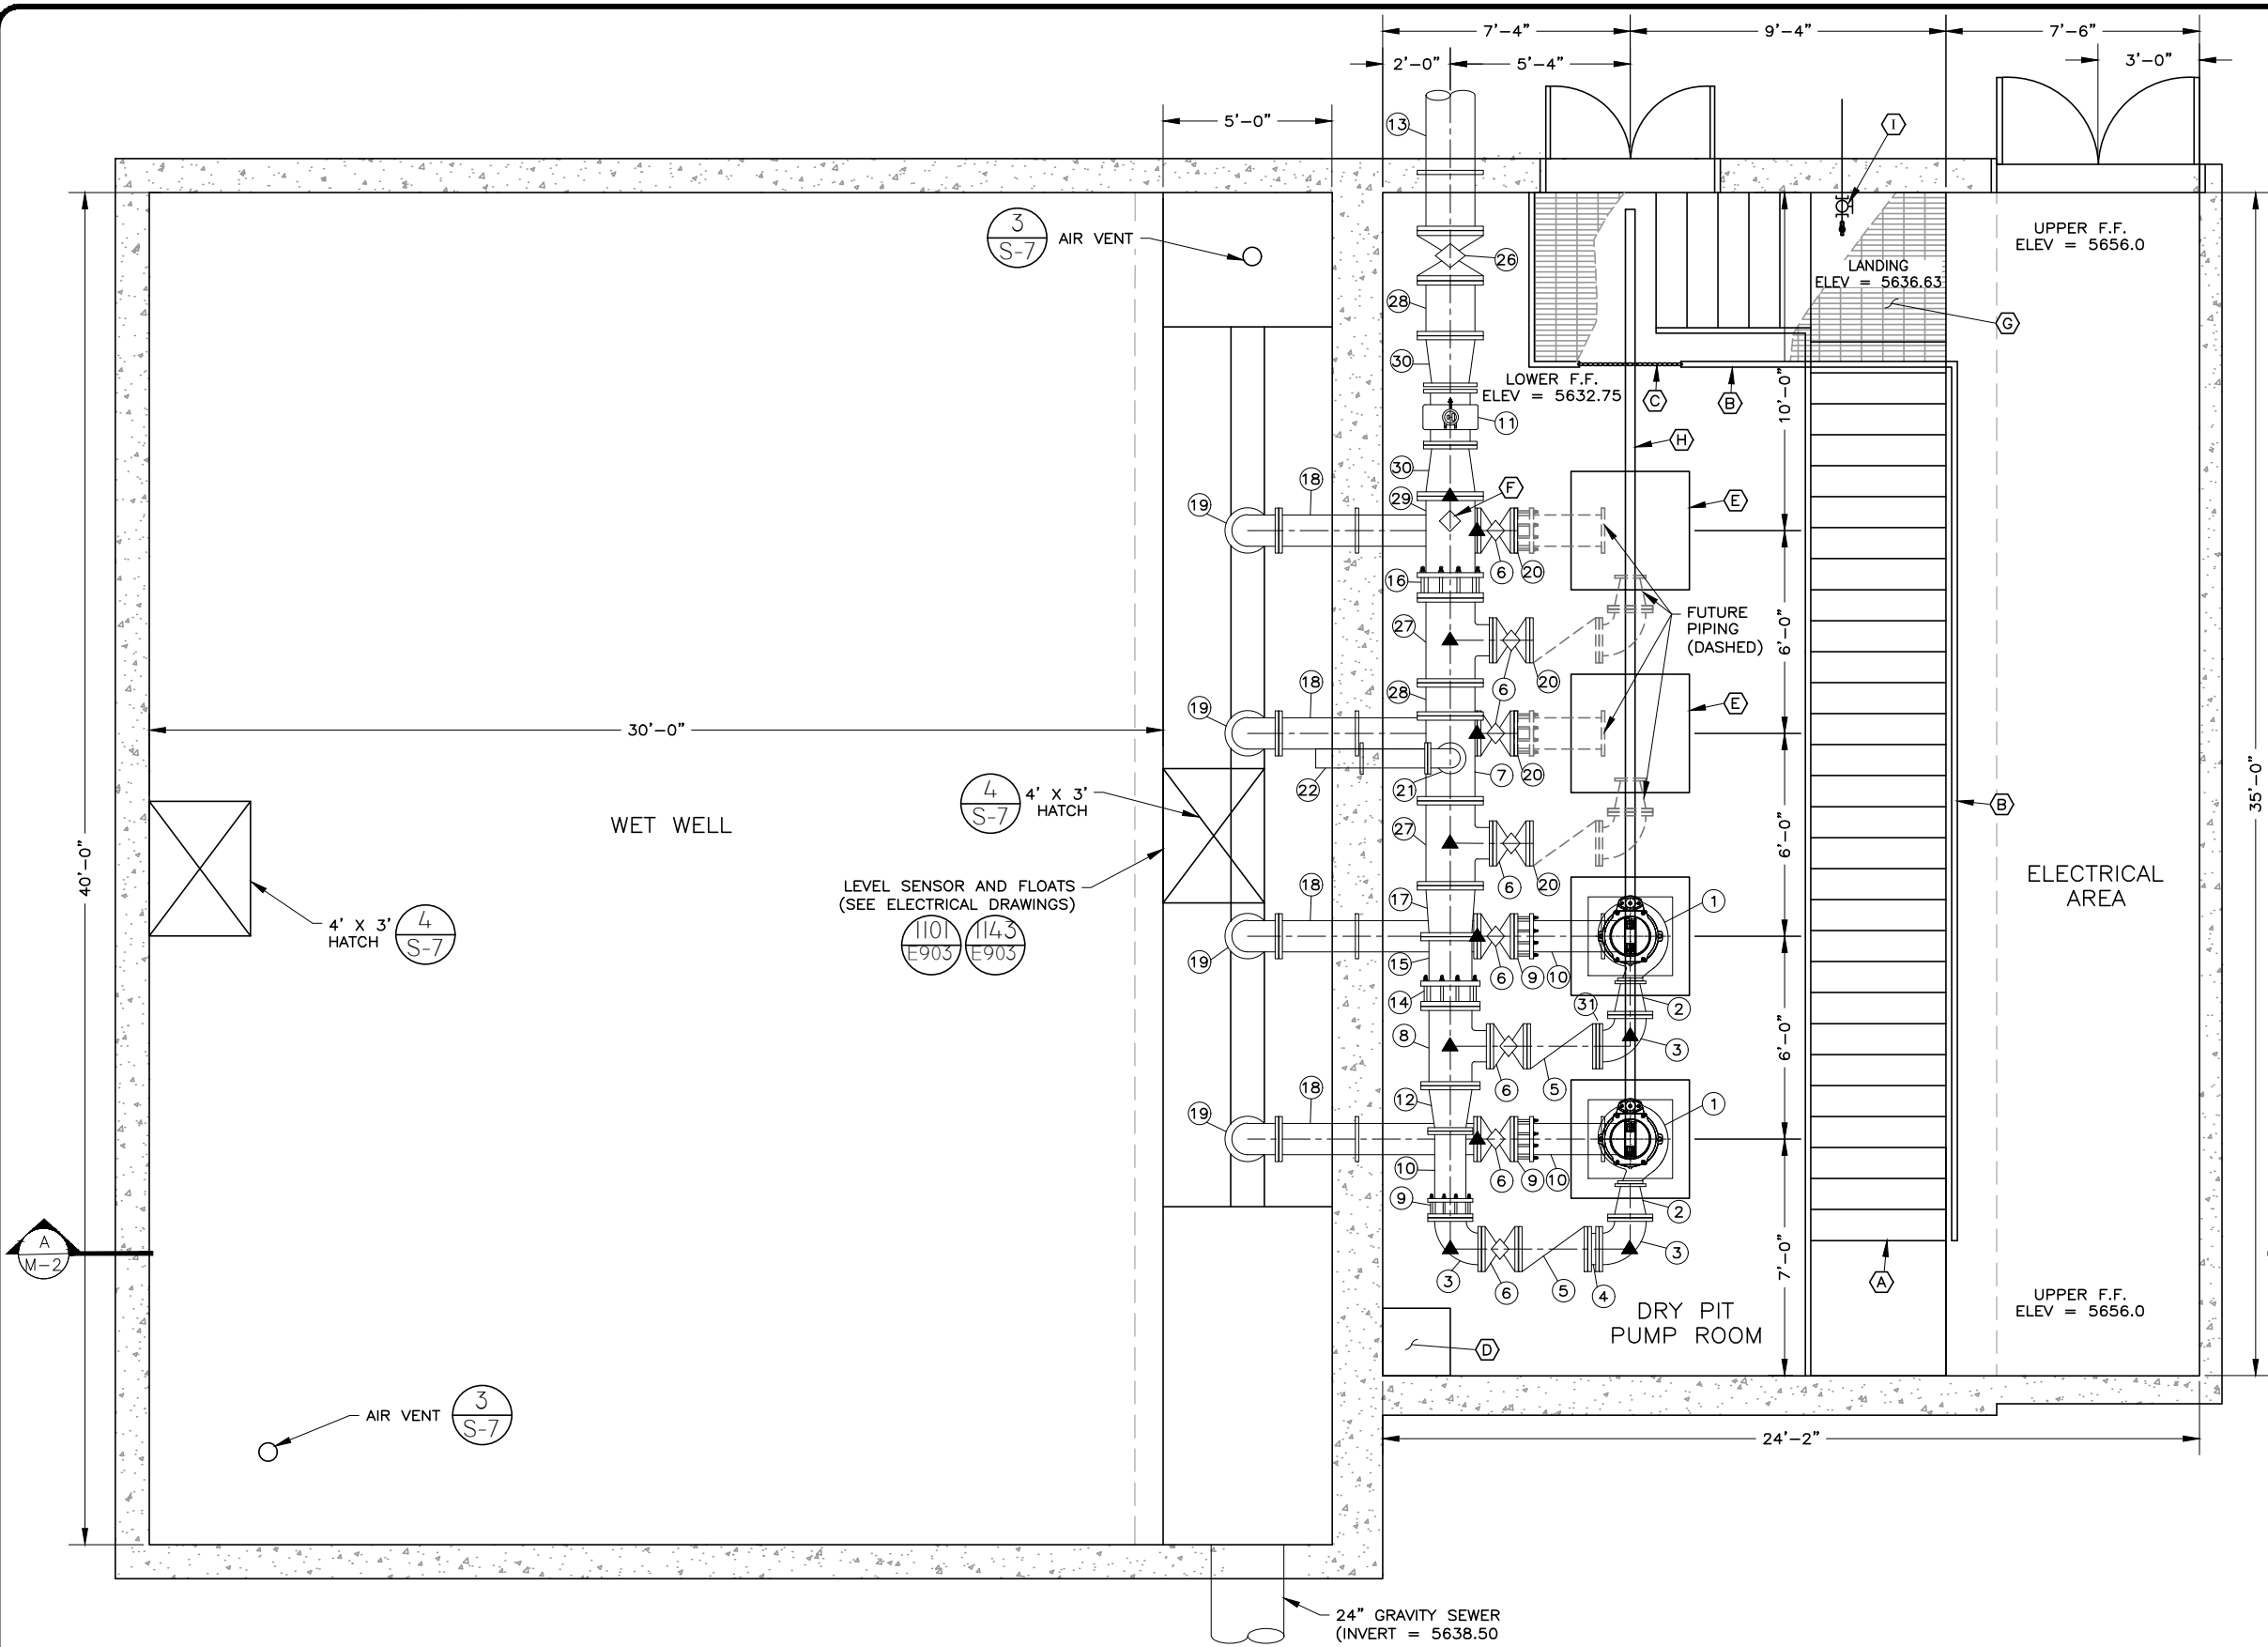 7'-4"
9'-4"
7'-6"
2'-0"
5'-4"
3'-0"
5'-0"
13
I
3
S-7
AIR VENT
26
UPPER F.F.
ELEV = 5656.0
LANDING
ELEV = 5636.63
28
G
30
LOWER F.F.
ELEV = 5632.75
C
B
10'-0"
11
H
30
18
19
29
F
E
6
20
16
FUTURE
PIPING
(DASHED)
27
6'-0"
6
20
18
19
28
E
30'-0"
35'-0"
22
21
7
20
4
S-7
4' X 3'
HATCH
B
WET WELL
27
6'-0"
40'-0"
LEVEL SENSOR AND FLOATS
(SEE ELECTRICAL DRAWINGS)
1101
E903
1143
E903
18
6
20
ELECTRICAL
AREA
17
1
4' X 3'
HATCH
4
S-7
19
15
6
9
10
14
31
2
8
6'-0"
3
6
5
18
12
1
19
10
6
9
10
9
2
A
M-2
3
7'-0"
3
6
5
4
A
UPPER F.F.
ELEV = 5656.0
DRY PIT
PUMP ROOM
D
AIR VENT
3
S-7
24'-2"
24" GRAVITY SEWER
(INVERT = 5638.50